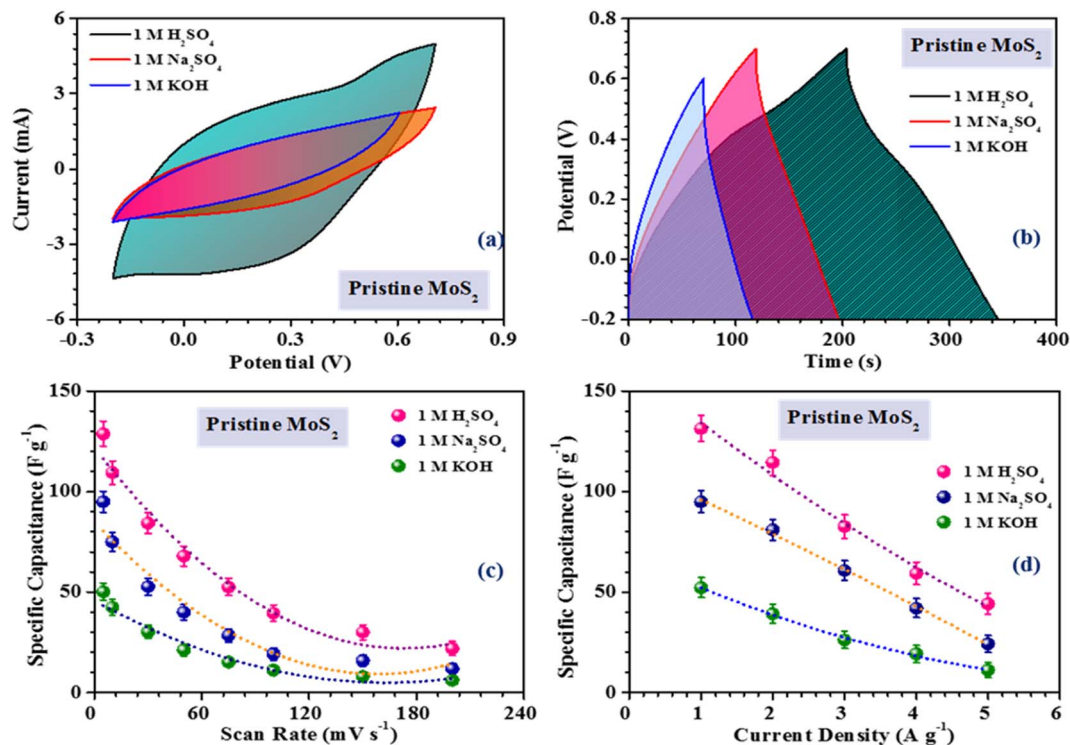 6
3
0
-3
-6
Current (mA)
1 M H₂SO₄
1 M Na₂SO₄
1 M KOH
(a)
Pristine MoS₂
-0.3
0.0
0.3
0.6
0.9
Potential (V)
0.8
0.6
0.4
0.2
0.0
-0.2
Potential (V)
Pristine MoS₂
1 M H₂SO₄
1 M Na₂SO₄
1 M KOH
(b)
0
100
200
300
400
Time (s)
150
100
50
0
Specific Capacitance (F g⁻¹)
Pristine MoS₂
1 M H₂SO₄
1 M Na₂SO₄
1 M KOH
(c)
0
60
120
180
240
Scan Rate (mV s⁻¹)
150
100
50
0
Specific Capacitance (F g⁻¹)
Pristine MoS₂
1 M H₂SO₄
1 M Na₂SO₄
1 M KOH
(d)
0
1
2
3
4
5
6
Current Density (A g⁻¹)